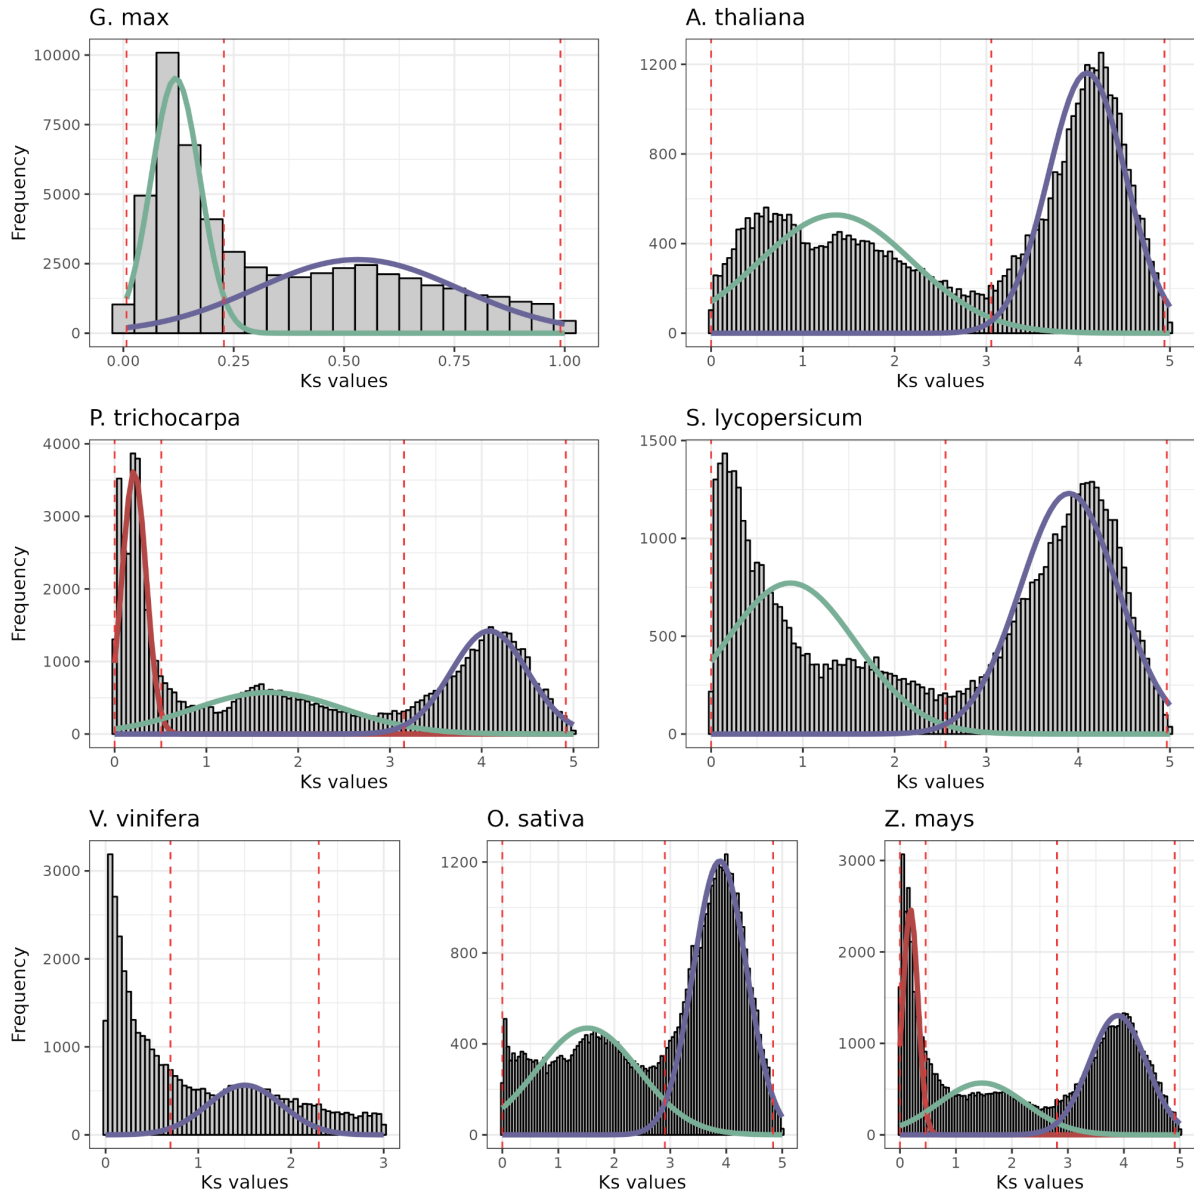 G. max
10000
7500
5000
2500
0
Frequency
0.00 0.25 0.50 0.75 1.00
Ks values
A. thaliana
1200
800
400
0
0 1 2 3 4 5
Ks values
P. trichocarpa
4000
3000
2000
1000
0
Frequency
0 1 2 3 4 5
Ks values
S. lycopersicum
1500
1000
500
0
0 1 2 3 4 5
Ks values
V. vinifera
3000
2000
1000
0
Frequency
0 1 2 3
Ks values
O. sativa
1200
800
400
0
0 1 2 3 4 5
Ks values
Z. mays
3000
2000
1000
0
0 1 2 3 4 5
Ks values